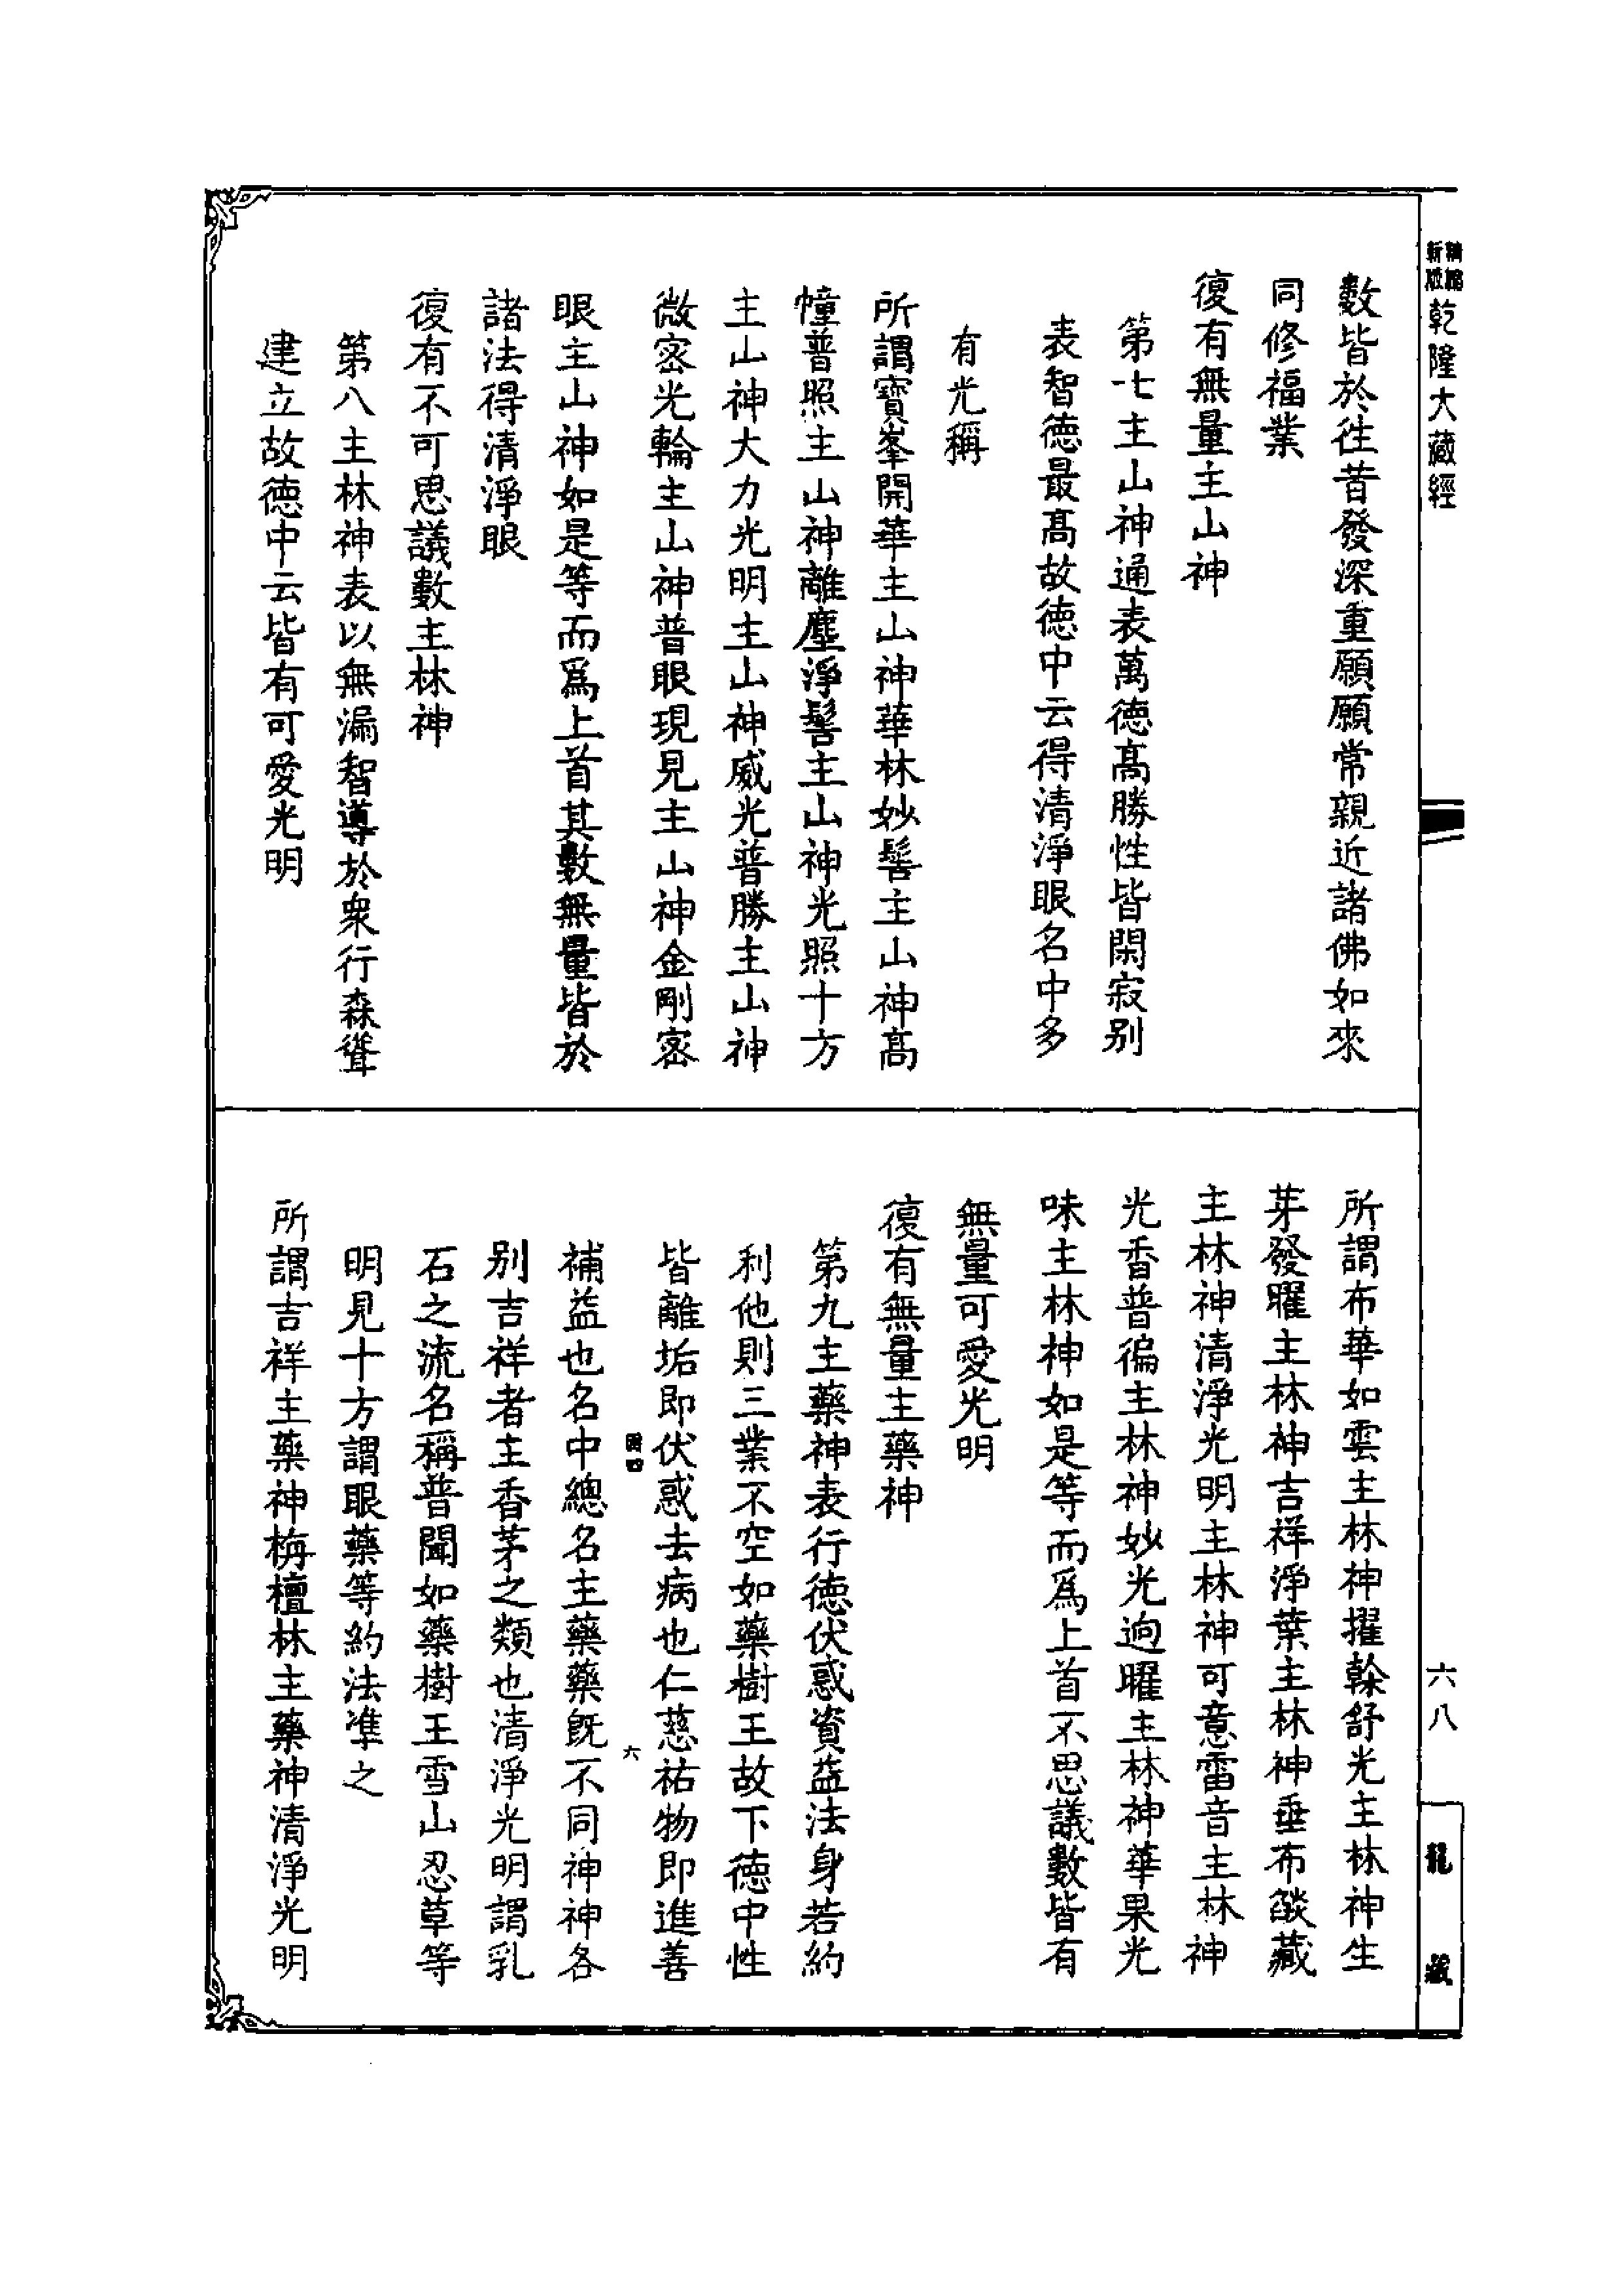 精縮
新版
乾隆大藏經
數皆於徃昔發深重願願常親近諸佛如來
同修福業
復有無量主山神
第七主山神通表萬德髙勝性皆閑寂别
表智德最髙故德中云得清淨眼名中多
有光稱
所謂寳峯開華主山神華林妙髻主山神髙
幢普照主山神離塵淨髻主山神光照十方
主山神大力光明主山神威光普勝主山神
微密光輪主山神普眼現見主山神金剛密
眼主山神如是等而爲上首其數無量皆於
諸法得清淨眼
復有不可思議數主林神
第八主林神表以無漏智導於衆行森聳
建立故德中云皆有可愛光明
所謂布華如雲主林神擢榦舒光主林神生
芽發曜主林神吉祥淨葉主林神垂布燄藏
主林神清淨光明主林神可意雷音主林神
光香普徧主林神妙光逈曜主林神華果光
味主林神如是等而爲上首不思議數皆有
無量可愛光明
復有無量主藥神
第九主藥神表行德伏惑資益法身若約
利他則三業不空如藥樹王故下德中性
皆離垢即伏惑去病也仁慈祐物即進善
六
補益也名中總名主藥藥旣不同神神各
别吉祥者主香茅之類也清淨光明謂乳
石之流名稱普聞如藥樹王雪山忍草等
明見十方謂眼藥等約法準之
所謂吉祥主藥神栴檀林主藥神清淨光明
六八
龍藏